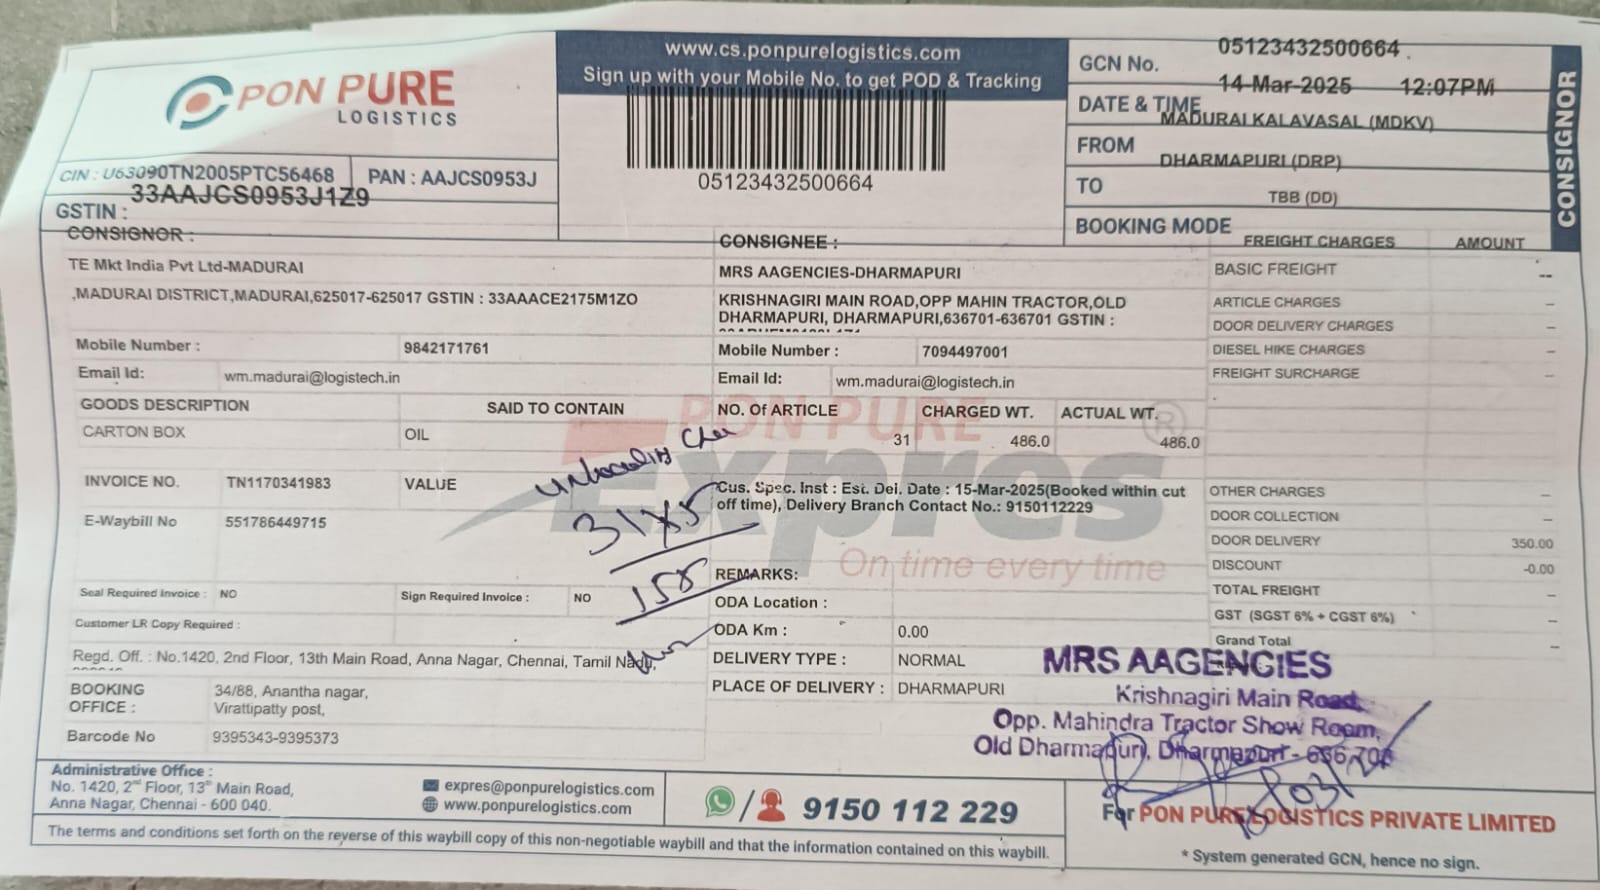 PON PURE
LOGISTICS
CIN : U63090TN2005PTC56468 PAN : AAJCS0953J
GSTIN : 33AAJCS0953J1Z9
www.cs.ponpurelogistics.com
Sign up with your Mobile No. to get POD & Tracking
05123432500664
GCN No. 05123432500664
DATE & TIME 14-Mar-2025 12:07PM
FROM MADURAI KALAVASAL (MDKV)
TO DHARMAPURI (DRP)
BOOKING MODE TBB (DD)
CONSIGNOR
CONSIGNOR :
TE Mkt India Pvt Ltd-MADURAI
,MADURAI DISTRICT,MADURAI,625017-625017 GSTIN : 33AAACE2175M1ZO
Mobile Number : 9842171761
Email Id: wm.madurai@logistech.in
CONSIGNEE :
MRS AAGENCIES-DHARMAPURI
KRISHNAGIRI MAIN ROAD,OPP MAHIN TRACTOR,OLD
DHARMAPURI, DHARMAPURI,636701-636701 GSTIN :
Mobile Number : 7094497001
Email Id: wm.madurai@logistech.in
FREIGHT CHARGES AMOUNT
BASIC FREIGHT --
ARTICLE CHARGES --
DOOR DELIVERY CHARGES --
DIESEL HIKE CHARGES --
FREIGHT SURCHARGE --
GOODS DESCRIPTION SAID TO CONTAIN NO. Of ARTICLE CHARGED WT. ACTUAL WT.
CARTON BOX OIL 31 486.0 486.0
PON PURE
Expres ®
On time every time
INVOICE NO. TN1170341983 VALUE
E-Waybill No 551786449715
Cus. Spec. Inst : Est. Del. Date : 15-Mar-2025(Booked within cut
off time), Delivery Branch Contact No.: 9150112229
31x5
155
OTHER CHARGES --
DOOR COLLECTION --
DOOR DELIVERY 350.00
DISCOUNT -0.00
TOTAL FREIGHT --
GST (SGST 6% + CGST 6%) --
Grand Total --
Seal Required Invoice : NO Sign Required Invoice : NO
Customer LR Copy Required :
REMARKS:
ODA Location :
ODA Km : 0.00
DELIVERY TYPE : NORMAL
PLACE OF DELIVERY : DHARMAPURI
Regd. Off. : No.1420, 2nd Floor, 13th Main Road, Anna Nagar, Chennai, Tamil Nadu,
BOOKING
OFFICE :
34/88, Anantha nagar,
Virattipatty post,
Barcode No 9395343-9395373
MRS AAGENCIES
Krishnagiri Main Road,
Opp. Mahindra Tractor Show Room,
Old Dharmapuri, Dharmapuri - 636 701
Administrative Office :
No. 1420, 2nd Floor, 13th Main Road,
Anna Nagar, Chennai - 600 040.
expres@ponpurelogistics.com
www.ponpurelogistics.com
/ 9150 112 229
For PON PURE LOGISTICS PRIVATE LIMITED
The terms and conditions set forth on the reverse of this waybill copy of this non-negotiable waybill and that the information contained on this waybill.
* System generated GCN, hence no sign.